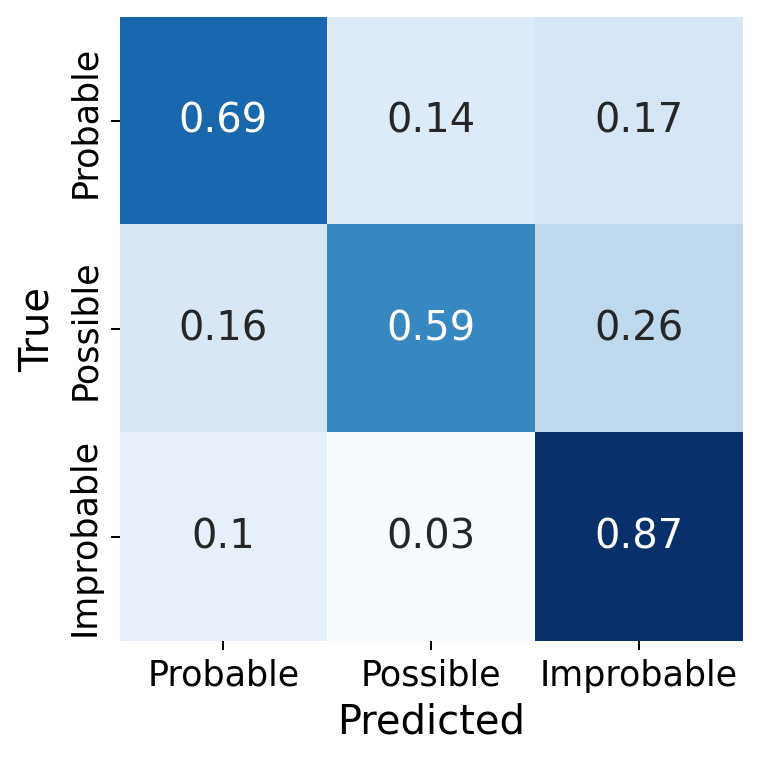 True
Probable
0.69 0.14 0.17
Possible
0.16 0.59 0.26
Improbable
0.1 0.03 0.87
Probable Possible Improbable
Predicted